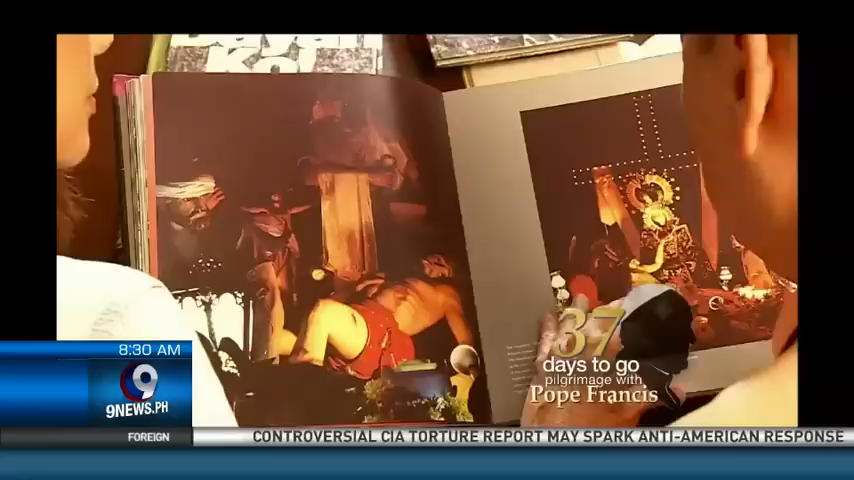 8:30 AM
9
9NEWS.PH
37
days to go
pilgrimage with
Pope Francis
FOREIGN
CONTROVERSIAL CIA TORTURE REPORT MAY SPARK ANTI-AMERICAN RESPONSE